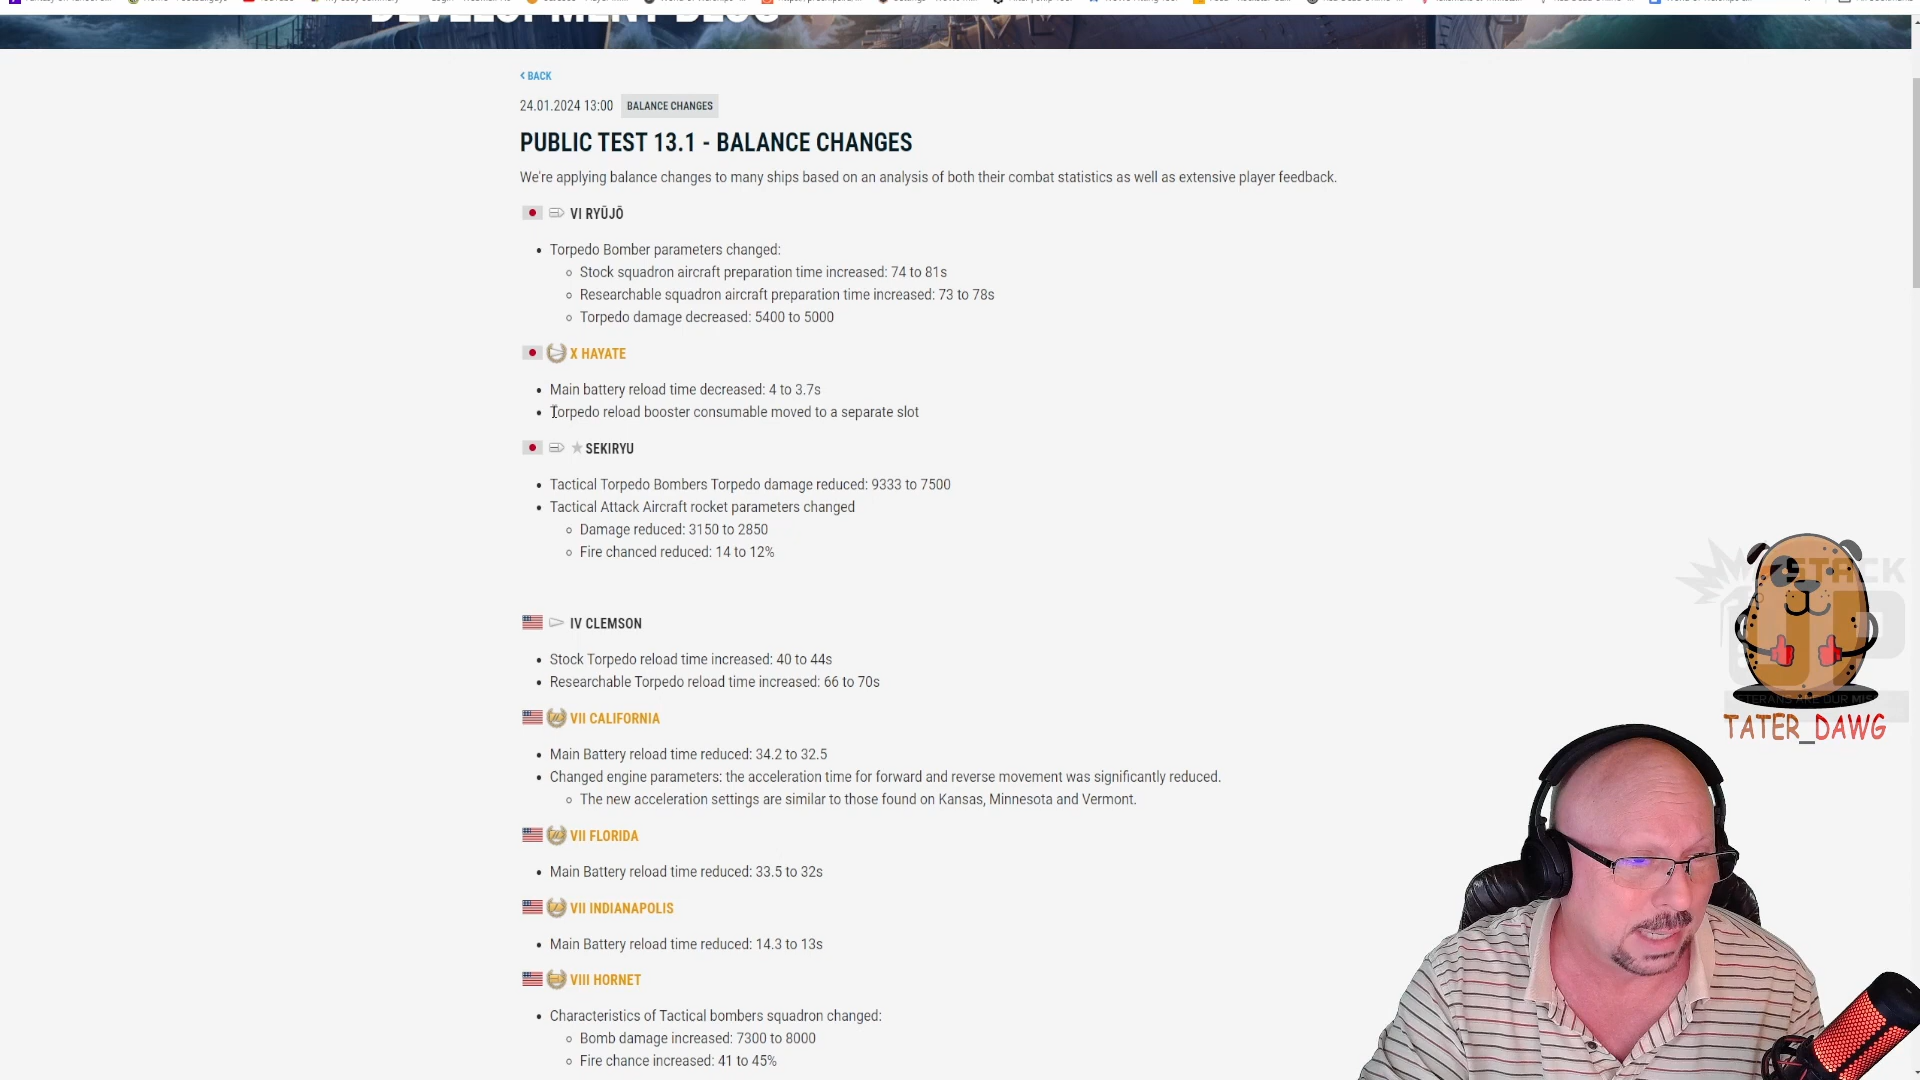 DEVELOPMENT BLOG
BACK
24.01.2024 13:00 BALANCE CHANGES
PUBLIC TEST 13.1 - BALANCE CHANGES
We're applying balance changes to many ships based on an analysis of both their combat statistics as well as extensive player feedback.
VI RYŪJŌ
Torpedo Bomber parameters changed:
Stock squadron aircraft preparation time increased: 74 to 81s
Researchable squadron aircraft preparation time increased: 73 to 78s
Torpedo damage decreased: 5400 to 5000
X HAYATE
Main battery reload time decreased: 4 to 3.7s
Torpedo reload booster consumable moved to a separate slot
SEKIRYU
Tactical Torpedo Bombers Torpedo damage reduced: 9333 to 7500
Tactical Attack Aircraft rocket parameters changed
Damage reduced: 3150 to 2850
Fire chanced reduced: 14 to 12%
IV CLEMSON
Stock Torpedo reload time increased: 40 to 44s
Researchable Torpedo reload time increased: 66 to 70s
VII CALIFORNIA
Main Battery reload time reduced: 34.2 to 32.5
Changed engine parameters: the acceleration time for forward and reverse movement was significantly reduced.
The new acceleration settings are similar to those found on Kansas, Minnesota and Vermont.
VII FLORIDA
Main Battery reload time reduced: 33.5 to 32s
VII INDIANAPOLIS
Main Battery reload time reduced: 14.3 to 13s
VIII HORNET
Characteristics of Tactical bombers squadron changed:
Bomb damage increased: 7300 to 8000
Fire chance increased: 41 to 45%
STACK
UP
TATER_DAWG